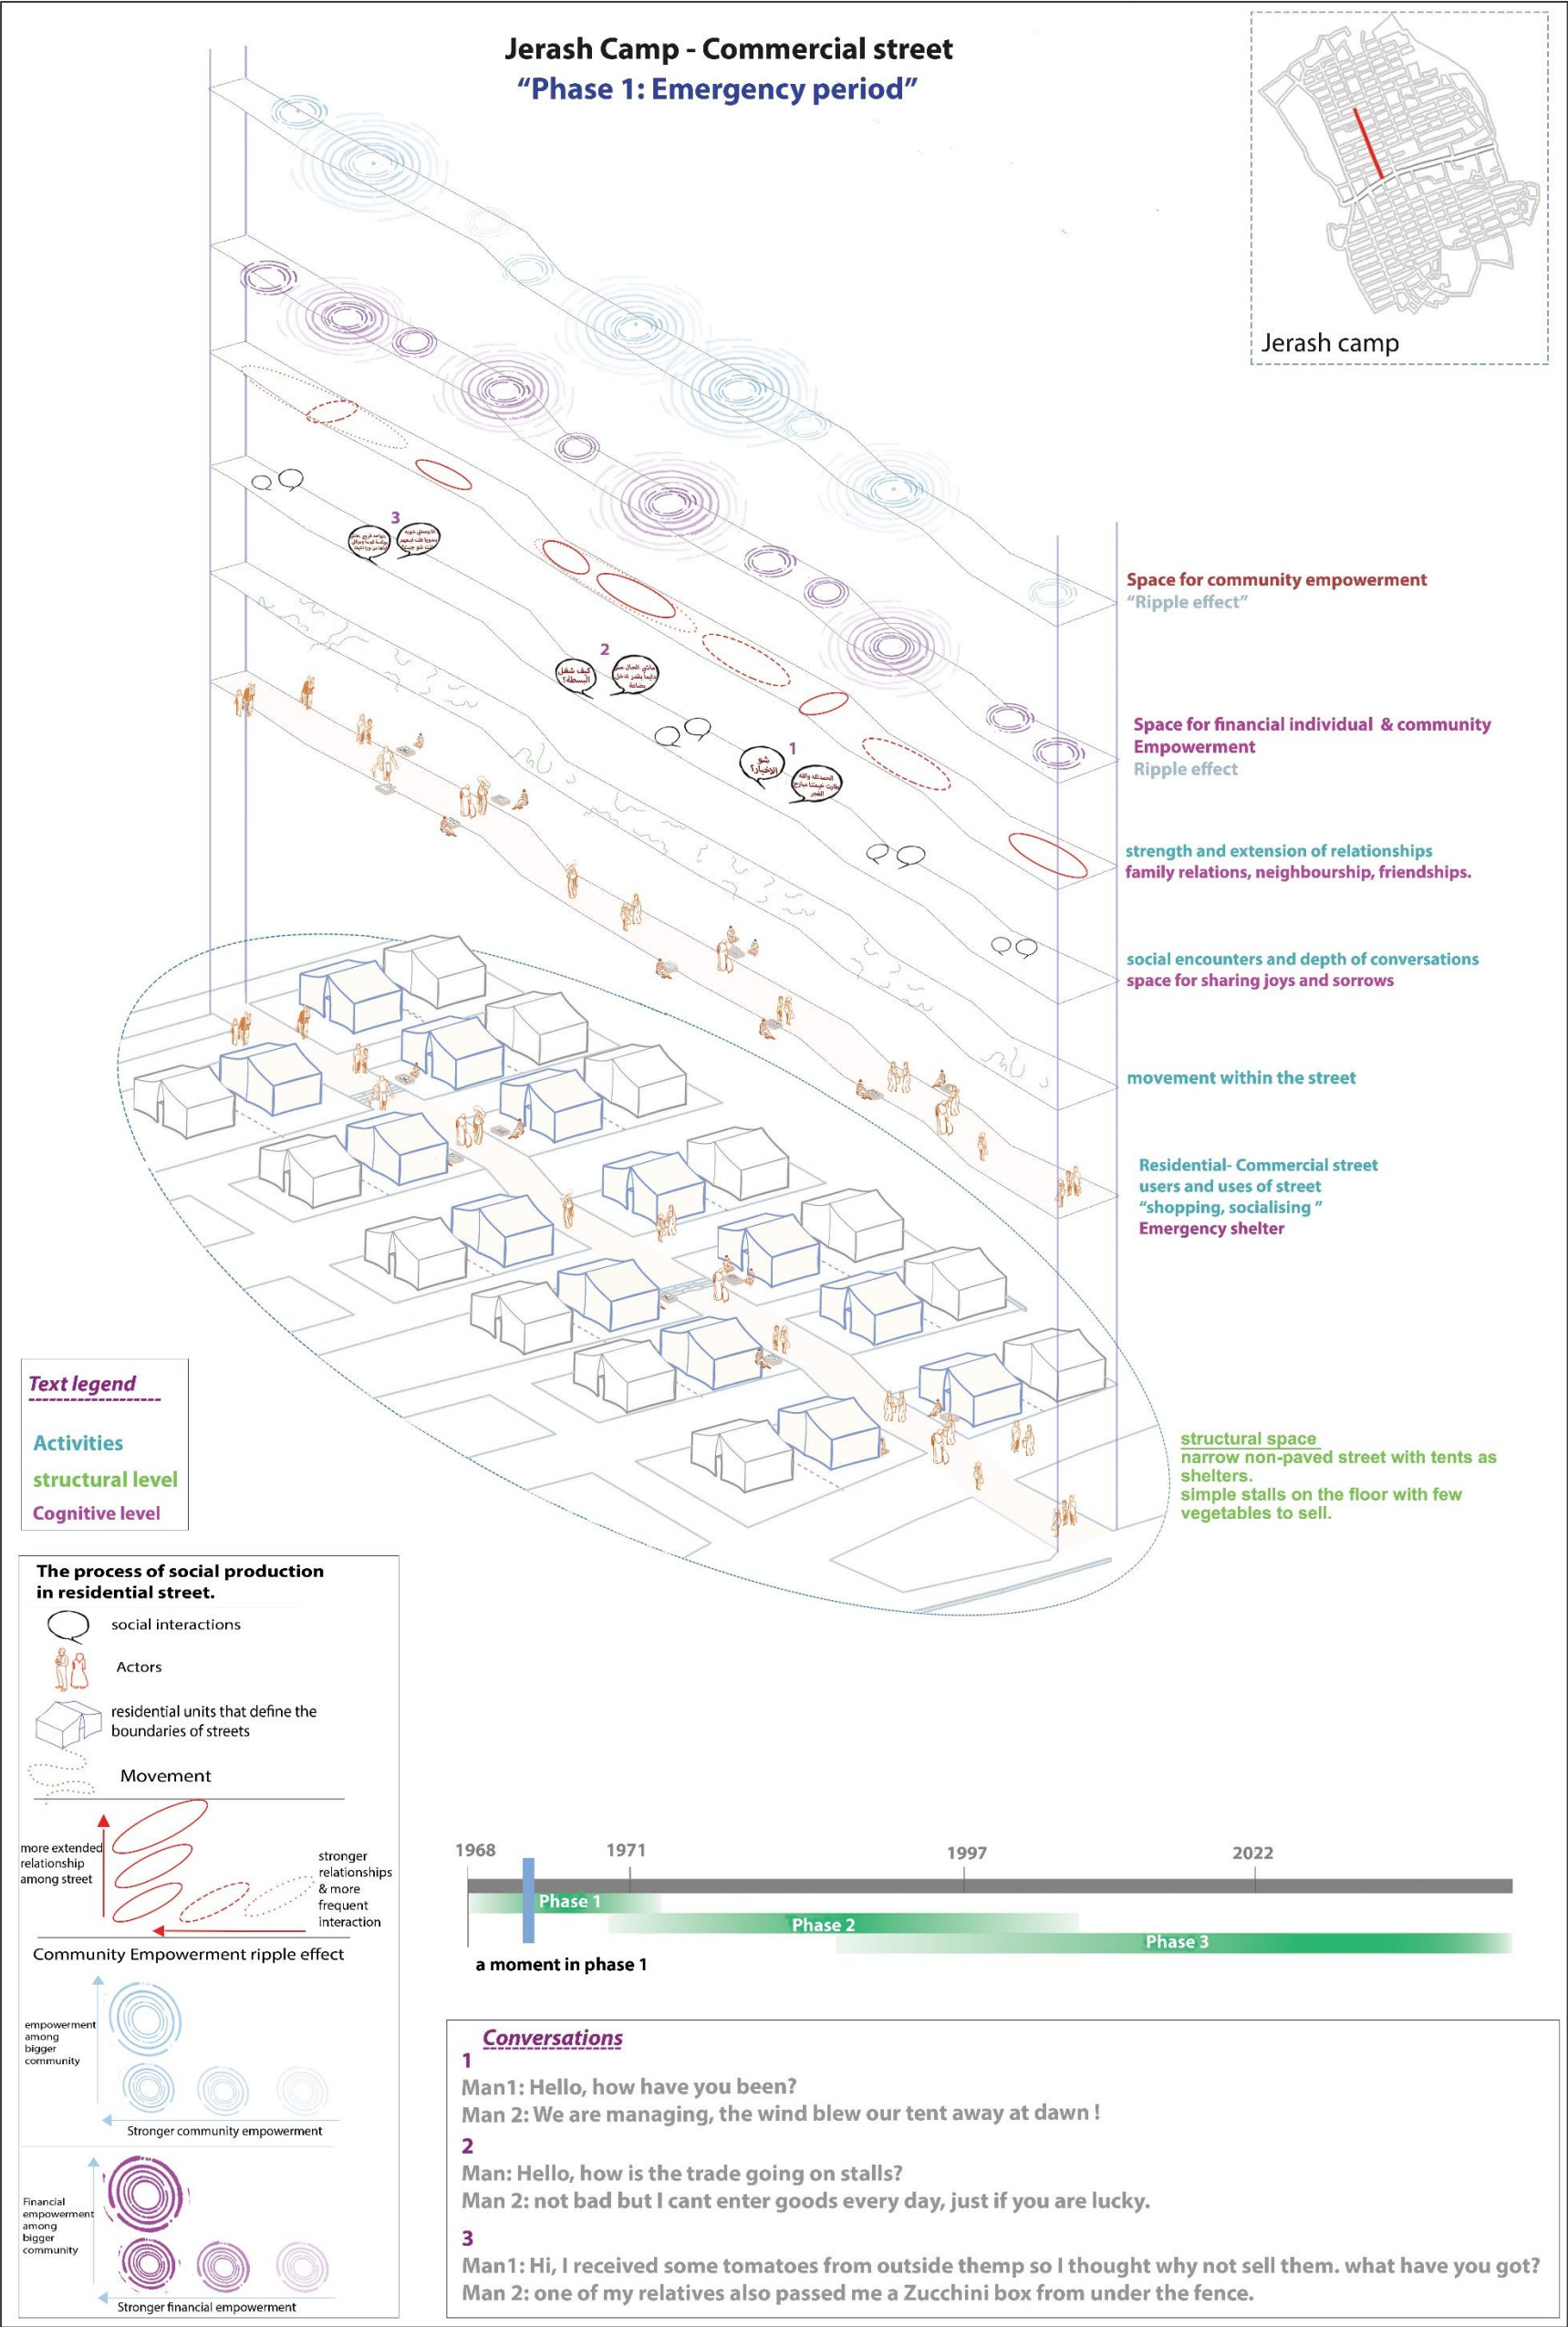 Jerash Camp - Commercial street
“Phase 1: Emergency period”
Jerash camp
3
2
كيف شغل
البسطة؟
1
شو
الاخبار؟
الحمدلله والله
طارت خيمتنا مبارح
الفجر
Space for community empowerment
“Ripple effect”
Space for financial individual & community
Empowerment
Ripple effect
strength and extension of relationships
family relations, neighbourship, friendships.
social encounters and depth of conversations
space for sharing joys and sorrows
movement within the street
Residential- Commercial street
users and uses of street
“shopping, socialising ”
Emergency shelter
structural space
narrow non-paved street with tents as
shelters.
simple stalls on the floor with few
vegetables to sell.
Text legend
Activities
structural level
Cognitive level
The process of social production
in residential street.
social interactions
Actors
residential units that define the
boundaries of streets
Movement
more extended
relationship
among street
stronger
relationships
& more
frequent
interaction
Community Empowerment ripple effect
empowerment
among
bigger
community
Stronger community empowerment
Financial
empowerment
among
bigger
community
Stronger financial empowerment
1968
1971
1997
2022
Phase 1
Phase 2
Phase 3
a moment in phase 1
Conversations
1
Man1: Hello, how have you been?
Man 2: We are managing, the wind blew our tent away at dawn !
2
Man: Hello, how is the trade going on stalls?
Man 2: not bad but I cant enter goods every day, just if you are lucky.
3
Man1: Hi, I received some tomatoes from outside themp so I thought why not sell them. what have you got?
Man 2: one of my relatives also passed me a Zucchini box from under the fence.